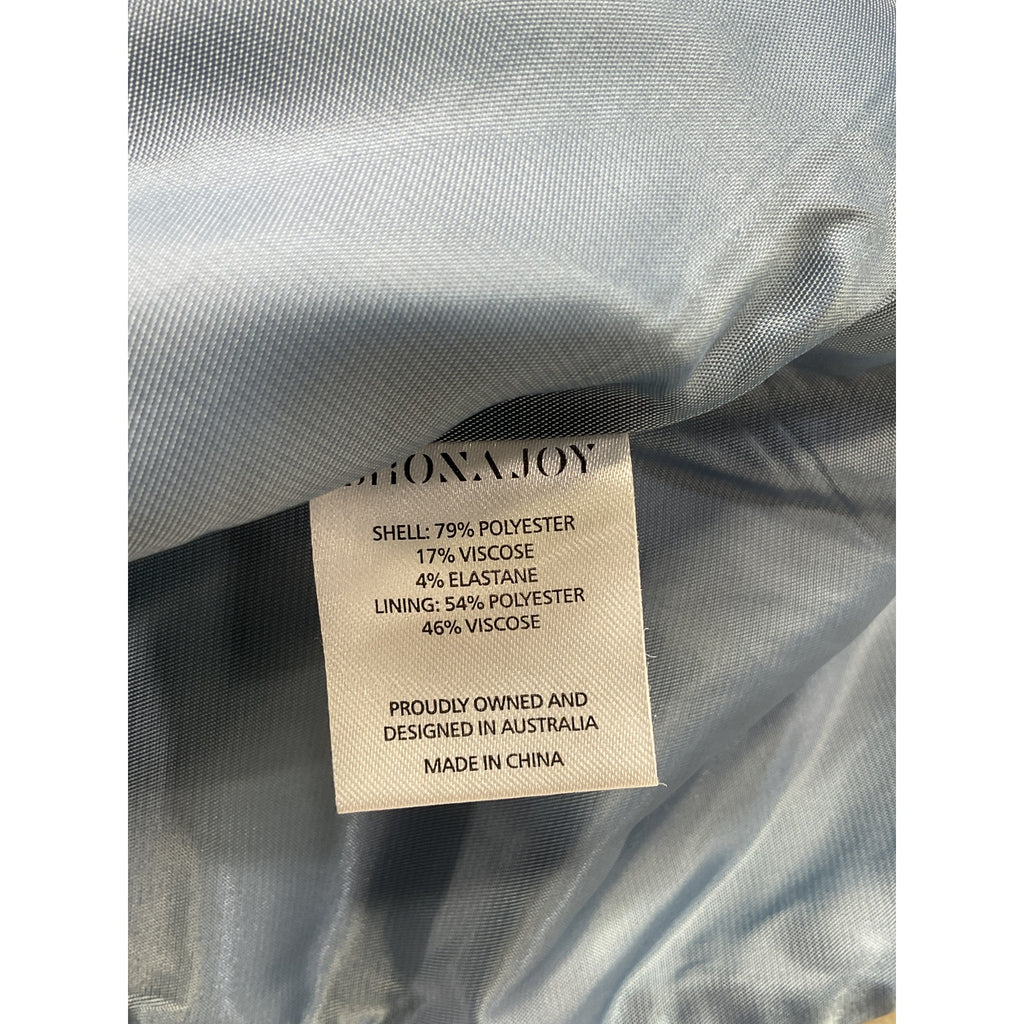 SHONA JOY
SHELL: 79% POLYESTER
17% VISCOSE
4% ELASTANE
LINING: 54% POLYESTER
46% VISCOSE
PROUDLY OWNED AND
DESIGNED IN AUSTRALIA
MADE IN CHINA